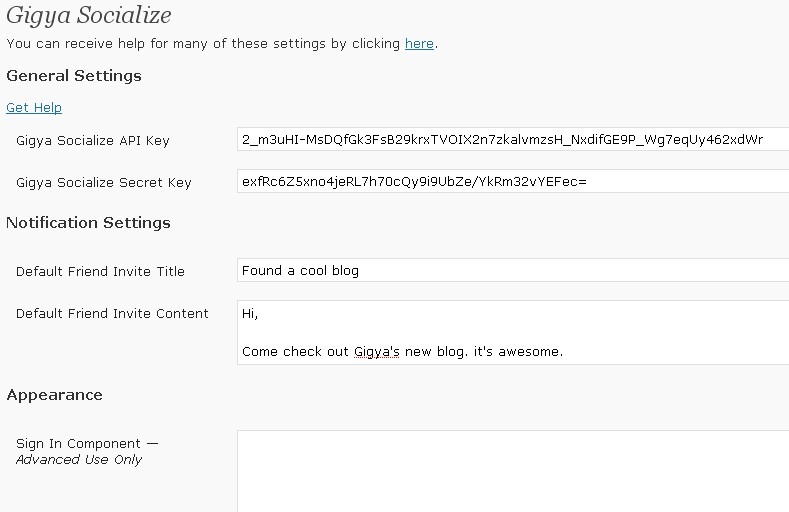 Gigya Socialize
You can receive help for many of these settings by clicking here.
General Settings
Get Help
Gigya Socialize API Key
2_m3uHI-MsDQfGk3FsB29krxTVOIX2n7zkalvmzsH_NxdifGE9P_Wg7eqUy462xdWr
Gigya Socialize Secret Key
exfRc6Z5xno4jeRL7h70cQy9i9UbZe/YkRm32vYEFec=
Notification Settings
Default Friend Invite Title
Found a cool blog
Default Friend Invite Content
Hi,
Come check out Gigya's new blog. it's awesome.
Appearance
Sign In Component —
Advanced Use Only